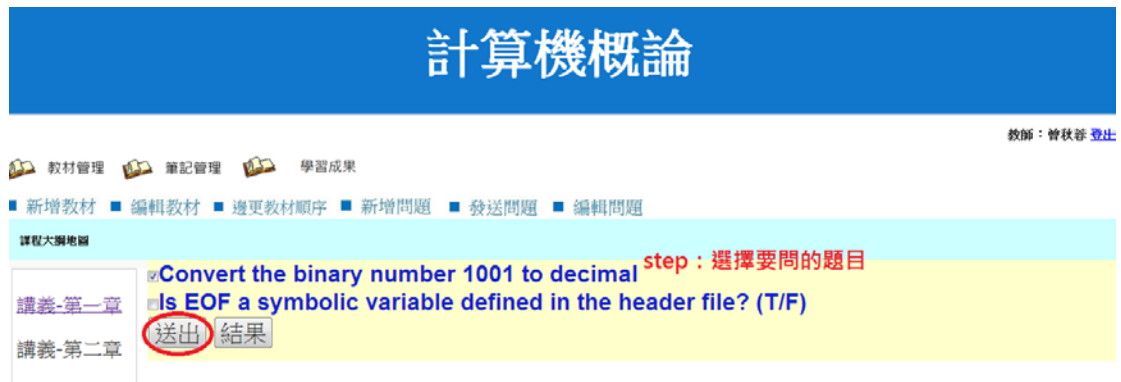 計算機概論
教師：曾秋蓉 登出
教材管理 筆記管理 學習成果
新增教材 編輯教材 邊更教材順序 新增問題 發送問題 編輯問題
課程大綱地圖
Convert the binary number 1001 to decimal step：選擇要問的題目
講義-第一章 Is EOF a symbolic variable defined in the header file? (T/F)
送出 結果
講義-第二章